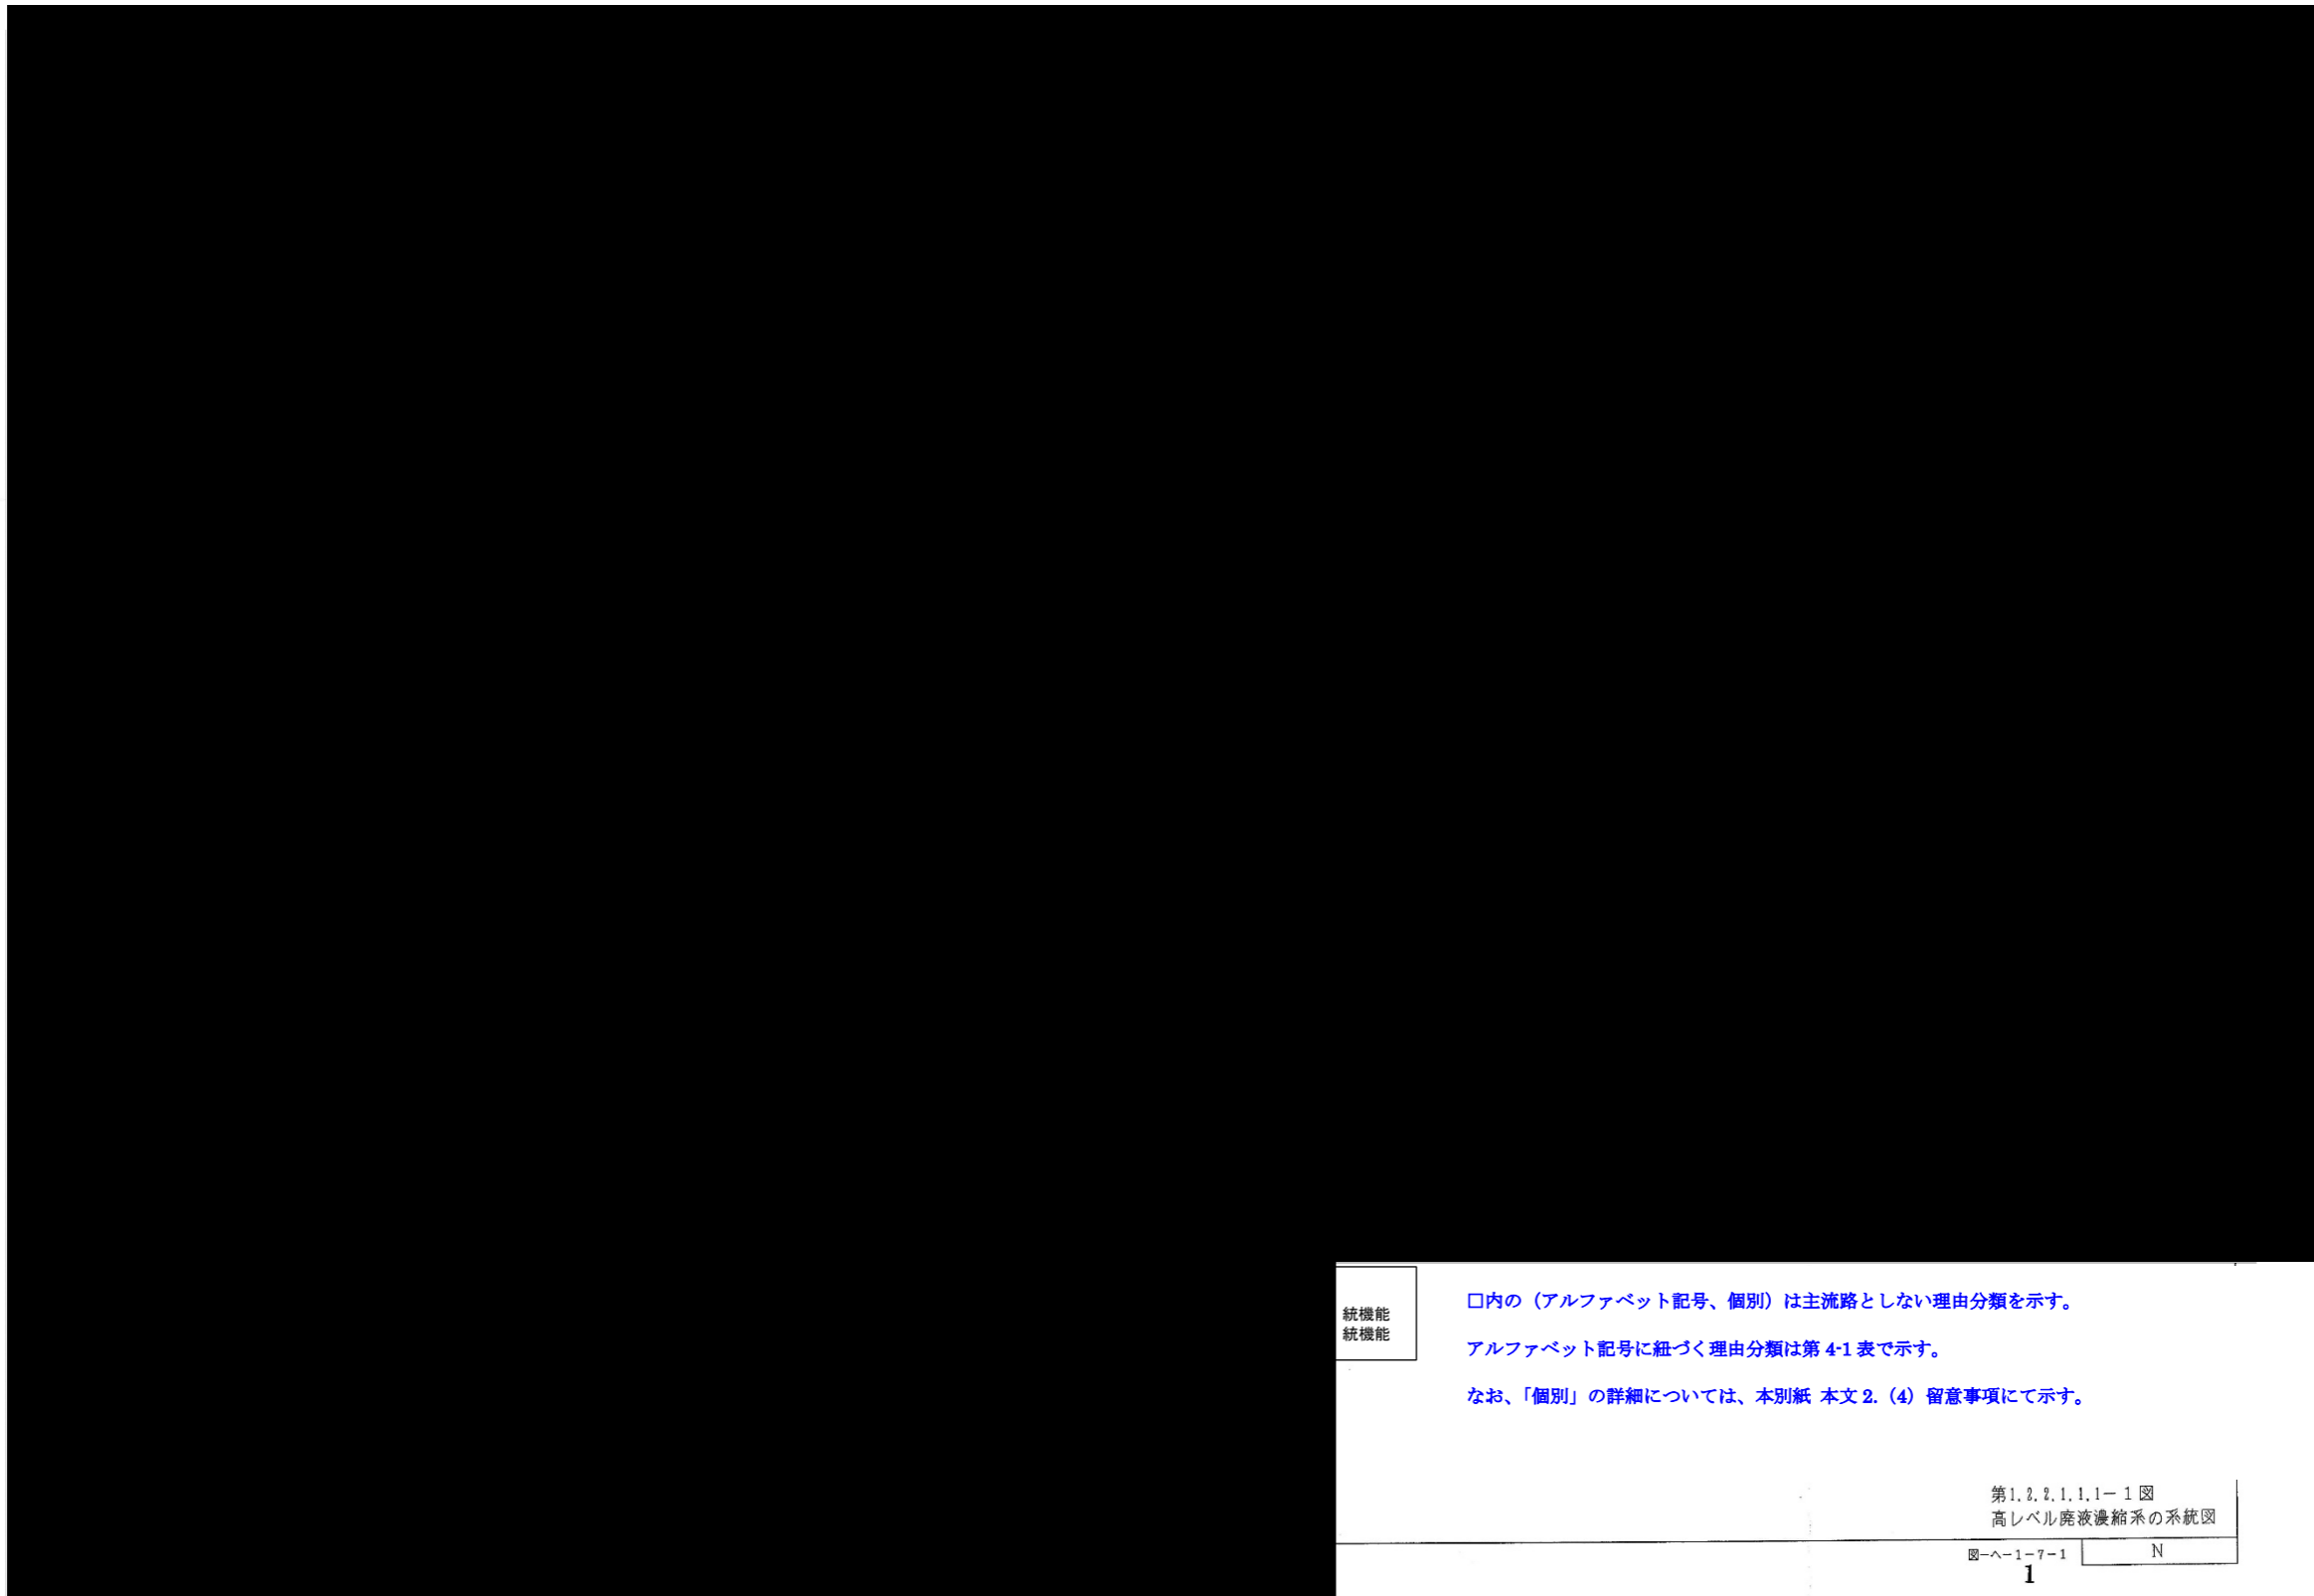 統機能
統機能
□内の（アルファベット記号、個別）は主流路としない理由分類を示す。
アルファベット記号に紐づく理由分類は第 4-1 表で示す。
なお、「個別」の詳細については、本別紙 本文 2.（4）留意事項にて示す。
第1.2.2.1.1.1－1図
高レベル廃液濃縮系の系統図
図-ヘ-1-7-1
N
1